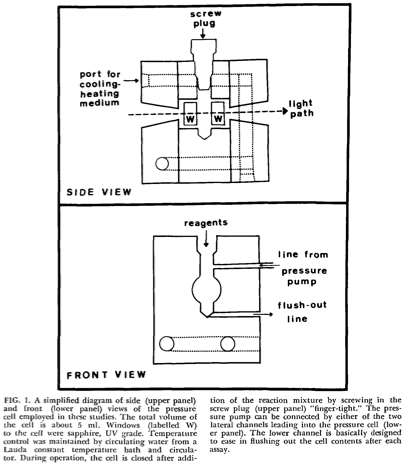 screw
plug
port for
cooling-
heating
medium
light
path
W
W
SIDE VIEW
reagents
line from
pressure
pump
flush-out
line
FRONT VIEW
FIG. 1. A simplified diagram of side (upper panel)
and front (lower panel) views of the pressure
cell employed in these studies. The total volume of
the cell is about 5 ml. Windows (labelled W)
to the cell were sapphire, UV grade. Temperature
control was maintained by circulating water from a
Lauda constant temperature bath and circula-
tor. During operation, the cell is closed after addi-
tion of the reaction mixture by screwing in the
screw plug (upper panel) "finger-tight." The pres-
sure pump can be connected by either of the two
lateral channels leading into the pressure cell (low-
er panel). The lower channel is basically designed
to ease in flushing out the cell contents after each
assay.